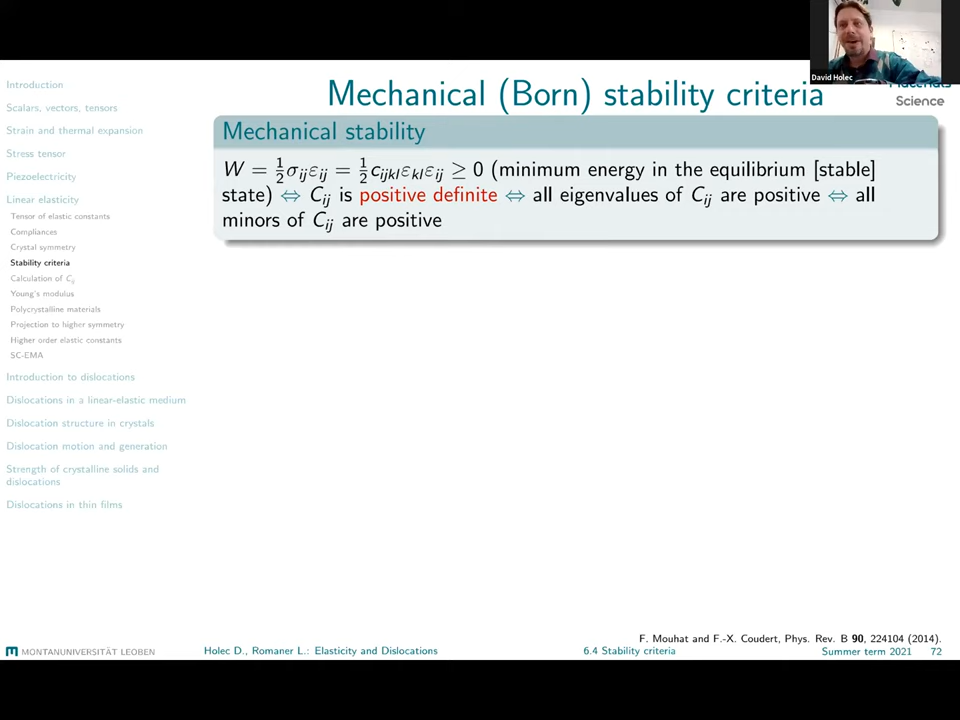 David Holec
Materials
Science
Mechanical (Born) stability criteria
Introduction
Scalars, vectors, tensors
Strain and thermal expansion
Stress tensor
Piezoelectricity
Linear elasticity
Tensor of elastic constants
Compliances
Crystal symmetry
Stability criteria
Calculation of C_ij
Young's modulus
Polycrystalline materials
Projection to higher symmetry
Higher order elastic constants
SC-EMA
Introduction to dislocations
Dislocations in a linear-elastic medium
Dislocation structure in crystals
Dislocation motion and generation
Strength of crystalline solids and
dislocations
Dislocations in thin films
Mechanical stability
W = ½σ_ij ε_ij = ½c_ijkl ε_kl ε_ij ≥ 0 (minimum energy in the equilibrium [stable]
state) ⇔ C_ij is positive definite ⇔ all eigenvalues of C_ij are positive ⇔ all
minors of C_ij are positive
F. Mouhat and F.-X. Coudert, Phys. Rev. B 90, 224104 (2014).
MONTANUNIVERSITÄT LEOBEN
Holec D., Romaner L.: Elasticity and Dislocations
6.4 Stability criteria
Summer term 2021 72